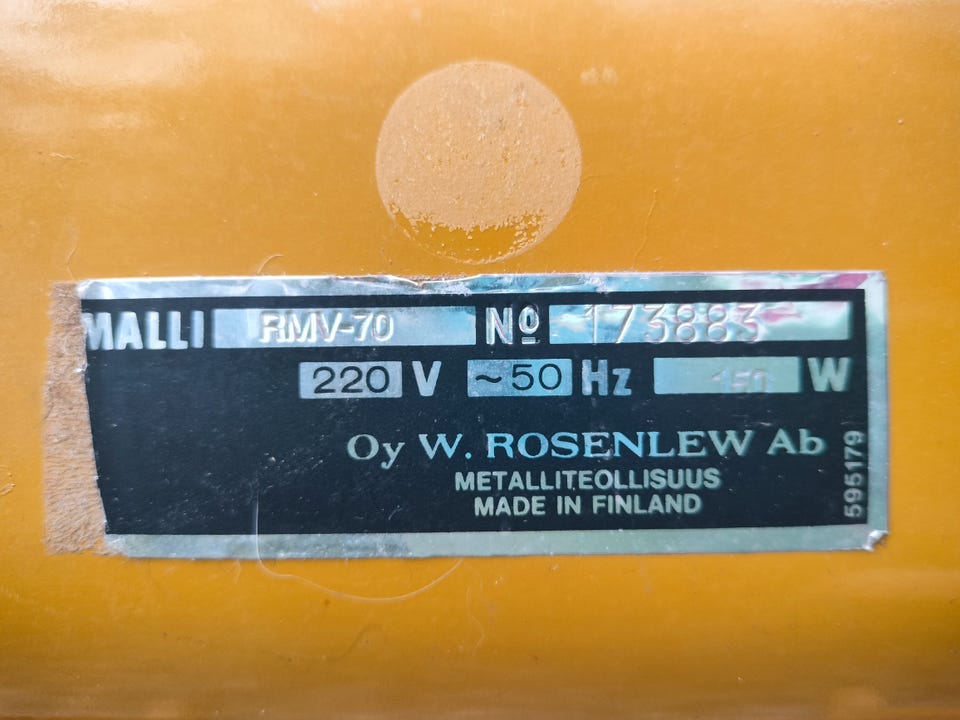 MALLI RMV-70 Nº 173883
220 V ~50 Hz 150 W
Oy W. ROSENLEW Ab
METALLITEOLLISUUS
MADE IN FINLAND
595179